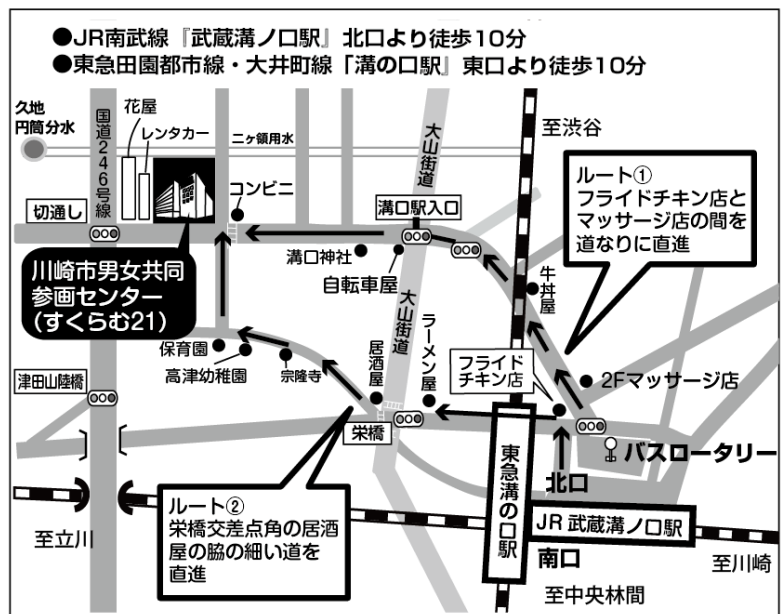 ●JR南武線『武蔵溝ノ口駅』北口より徒歩10分
●東急田園都市線・大井町線「溝の口駅」東口より徒歩10分
久地
円筒分水
国道246号線
花屋
レンタカー
二ヶ領用水
大山街道
至渋谷
ルート①
フライドチキン店と
マッサージ店の間を
道なりに直進
コンビニ
切通し
溝口駅入口
溝口神社
自転車屋
牛丼屋
川崎市男女共同
参画センター
(すくらむ21)
大山街道
ラーメン屋
居酒屋
保育園
高津幼稚園
宗隆寺
フライド
チキン店
2Fマッサージ店
津田山陸橋
栄橋
バスロータリー
北口
東急溝の口駅
ルート②
栄橋交差点角の居酒
屋の脇の細い道を
直進
JR武蔵溝ノ口駅
至立川
南口
至川崎
至中央林間